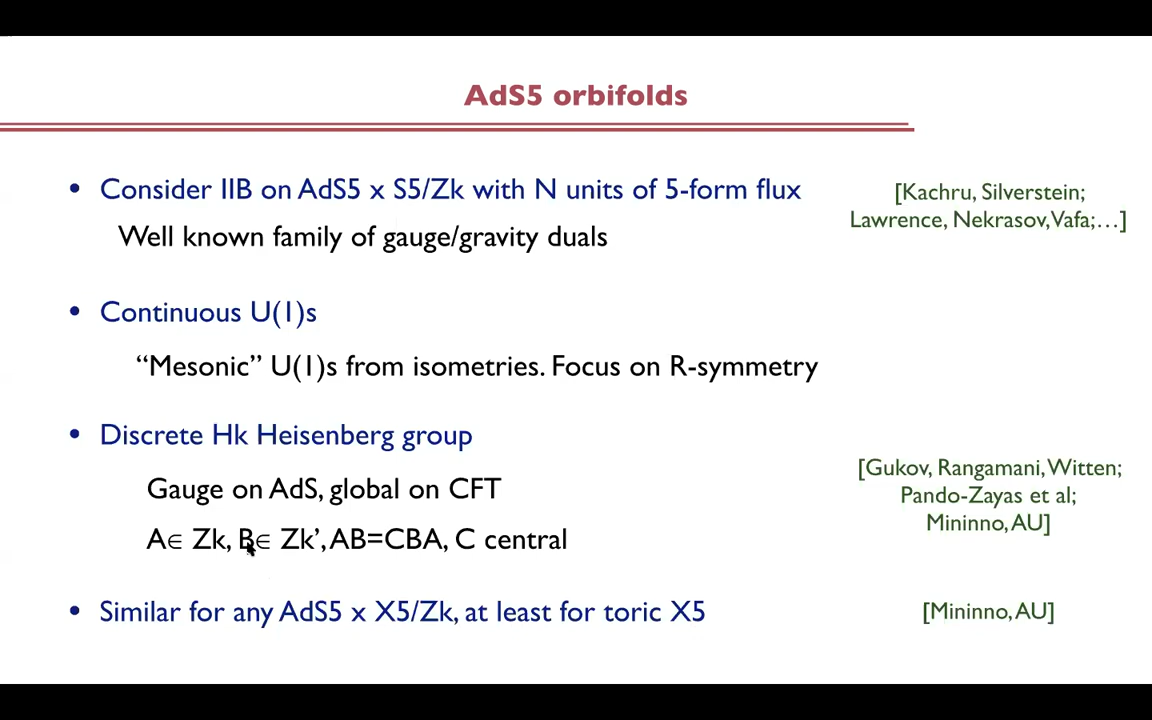 AdS5 orbifolds
• Consider IIB on AdS5 x S5/Zk with N units of 5-form flux
[Kachru, Silverstein;
Lawrence, Nekrasov, Vafa;…]
Well known family of gauge/gravity duals
• Continuous U(1)s
“Mesonic” U(1)s from isometries. Focus on R-symmetry
• Discrete Hk Heisenberg group
Gauge on AdS, global on CFT
[Gukov, Rangamani, Witten;
Pando-Zayas et al;
Mininno, AU]
A∈ Zk, B∈ Zk’, AB=CBA, C central
• Similar for any AdS5 x X5/Zk, at least for toric X5
[Mininno, AU]